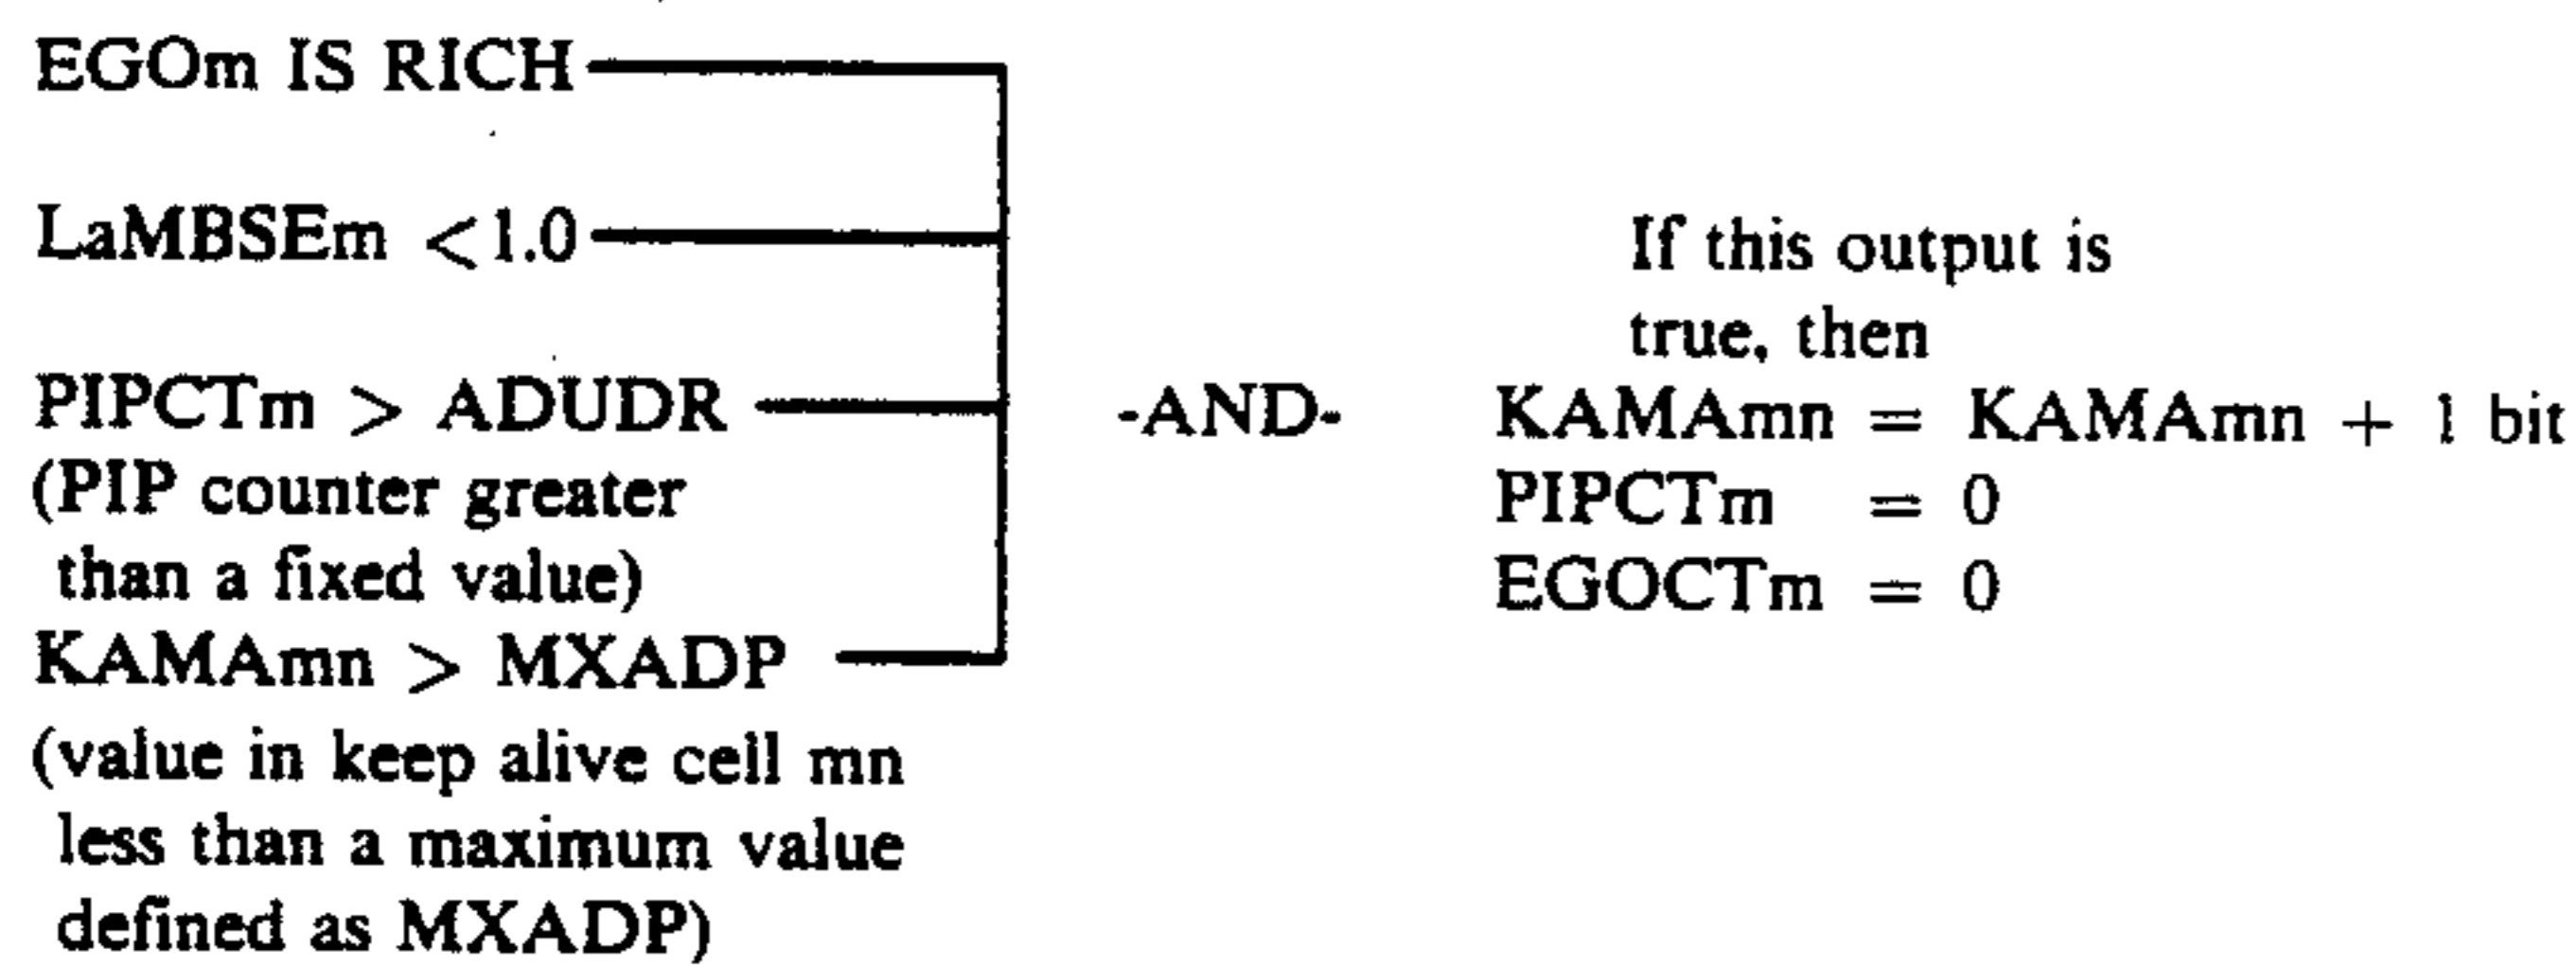 EGOm IS RICH
LaMBSEm <1.0
PIPCTm > ADUDR
(PIP counter greater
than a fixed value)
KAMAmn > MXADP
(value in keep alive cell mn
less than a maximum value
defined as MXADP)
-AND-
If this output is
true, then
KAMAmn = KAMAmn + 1 bit
PIPCTm = 0
EGOCTm = 0